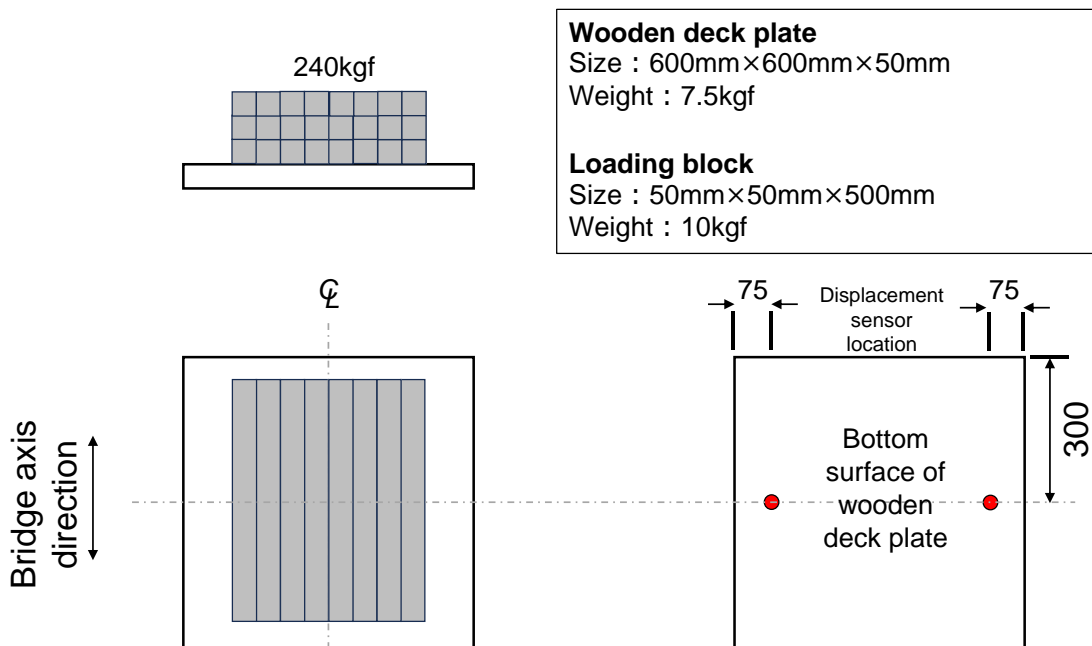 Wooden deck plate
Size：600mm×600mm×50mm
Weight：7.5kgf
Loading block
Size：50mm×50mm×500mm
Weight：10kgf
240kgf
℄
Bridge axis
direction
75
Displacement
sensor
location
75
300
Bottom
surface of
wooden
deck plate